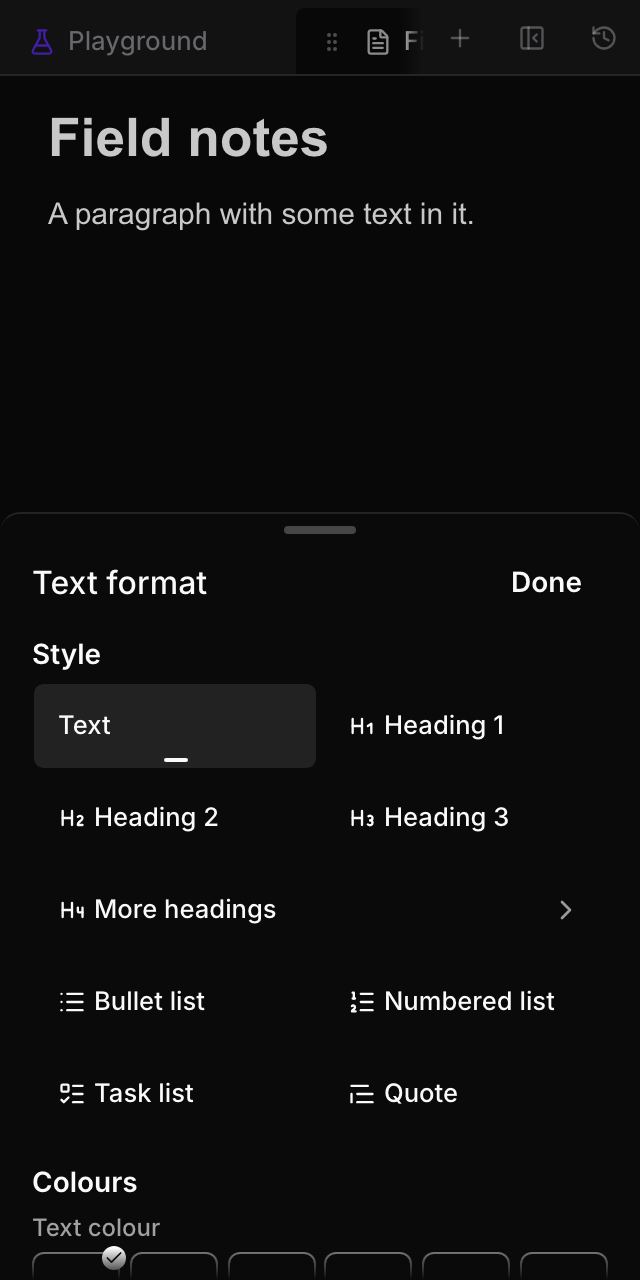 Playground
Field notes
A paragraph with some text in it.
Text format
Done
Style
Text
H1 Heading 1
H2 Heading 2
H3 Heading 3
H4 More headings
Bullet list
Numbered list
Task list
Quote
Colours
Text colour